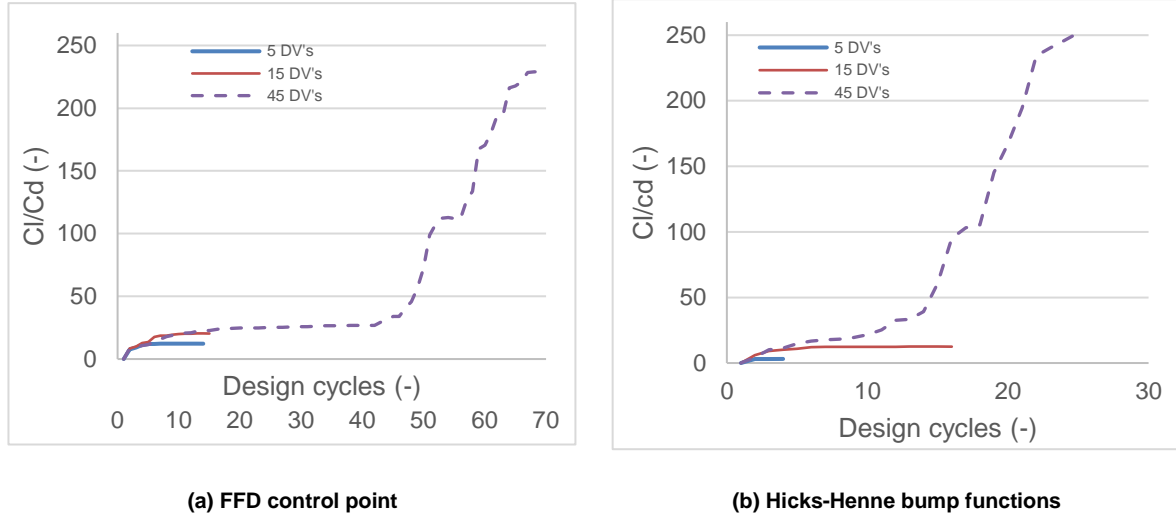 250
200
150
100
50
0
Cl/Cd (-)
5 DV's
15 DV's
45 DV's
Design cycles (-)
0 10 20 30 40 50 60 70
(a) FFD control point
250
200
150
100
50
0
Cl/cd (-)
5 DV's
15 DV's
45 DV's
0 10 20 30
Design cycles (-)
(b) Hicks-Henne bump functions